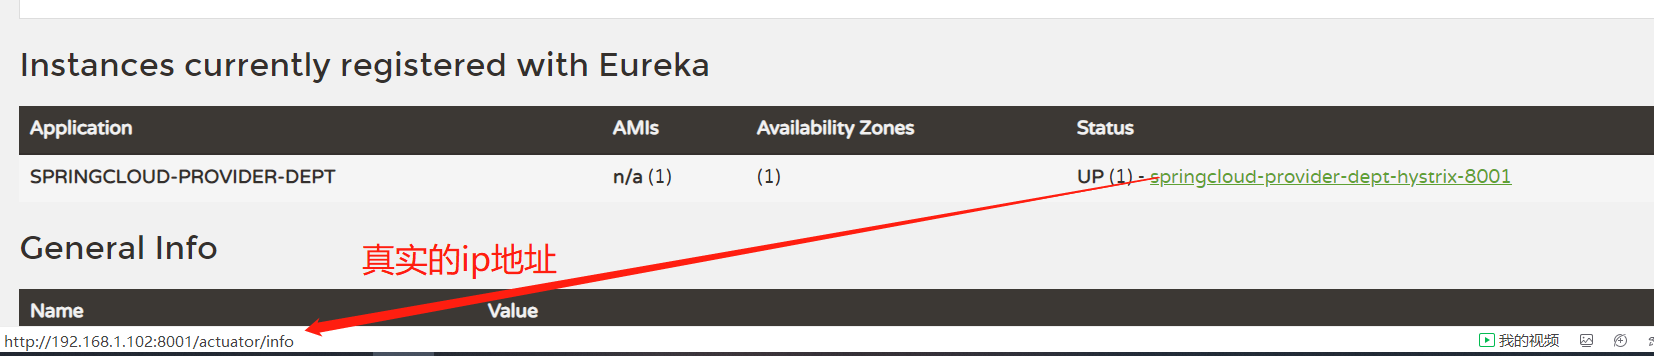 Instances currently registered with Eureka
Application AMIs Availability Zones Status
SPRINGCLOUD-PROVIDER-DEPT n/a (1) (1) UP (1) - springcloud-provider-dept-hystrix-8001
General Info
真实的ip地址
Name Value
http://192.168.1.102:8001/actuator/info 我的视频